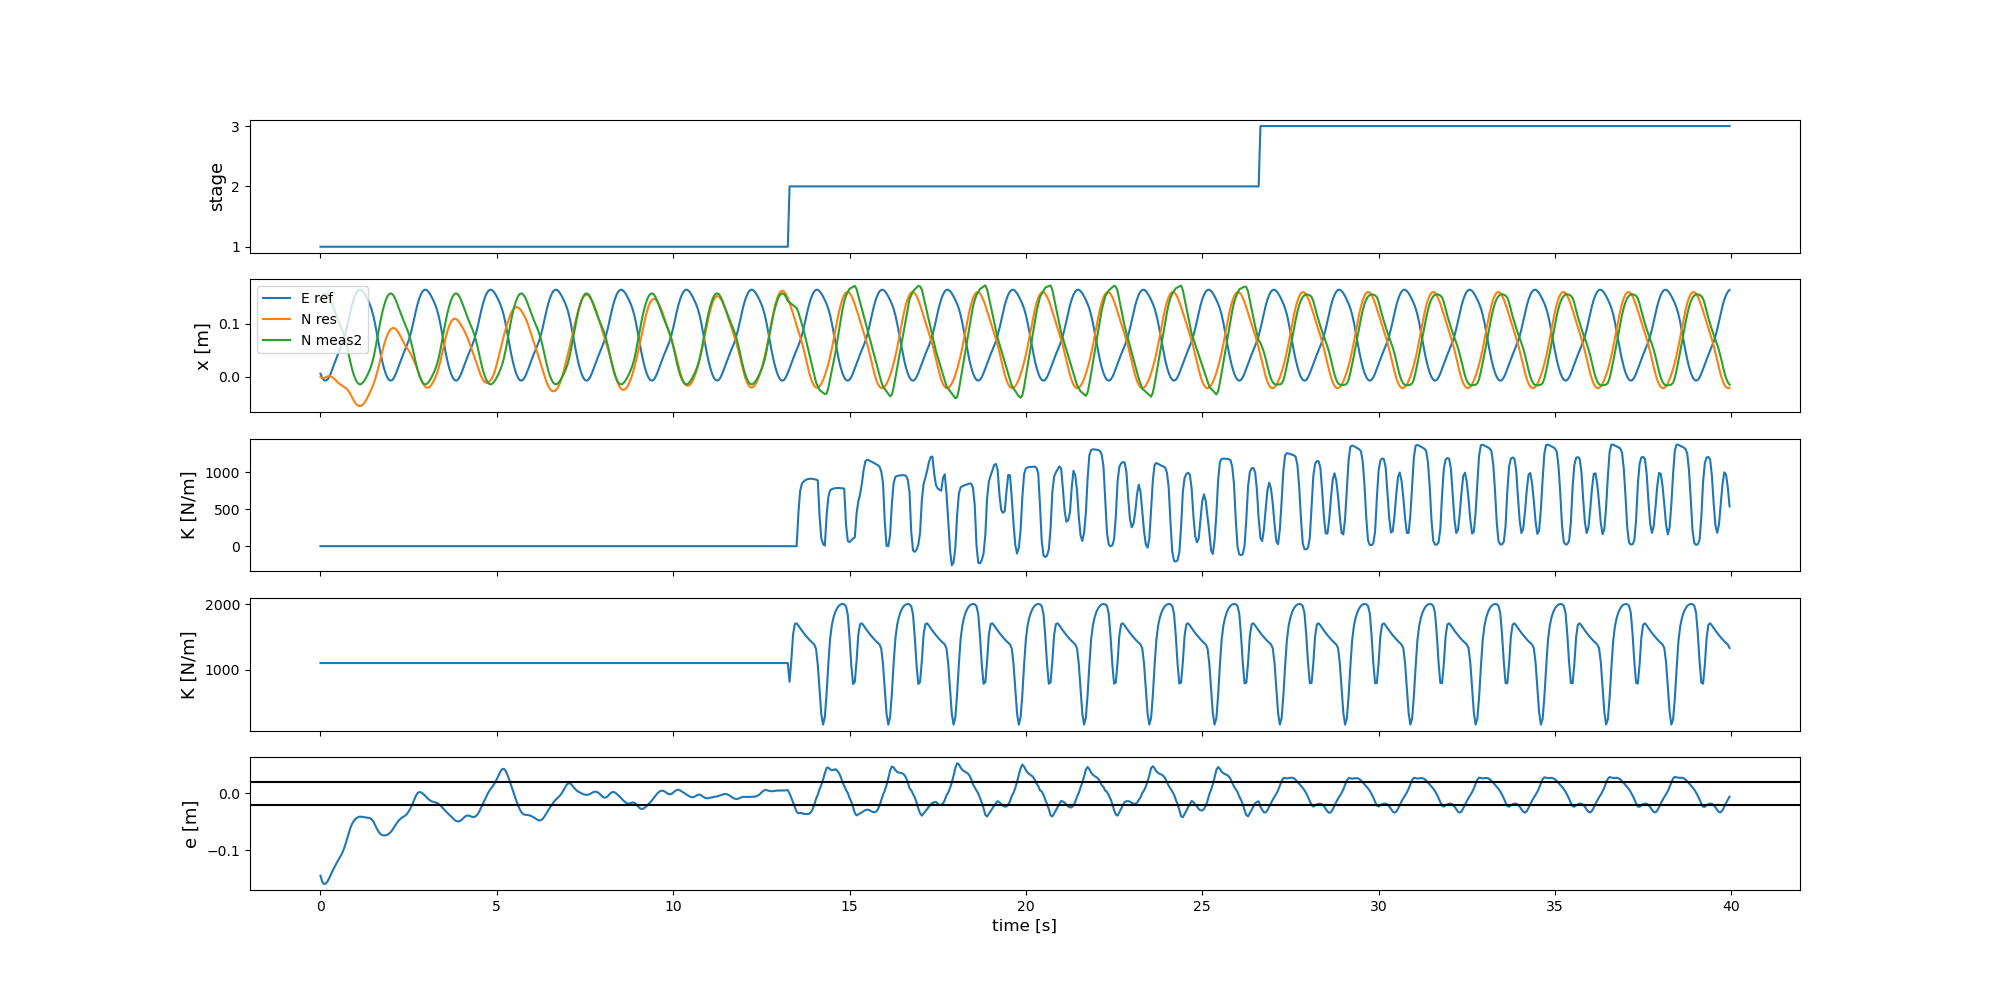 3
2
1
stage
E ref
N res
N meas2
0.1
0.0
x [m]
1000
500
0
K [N/m]
2000
1000
K [N/m]
0.0
−0.1
e [m]
0 5 10 15 20 25 30 35 40
time [s]